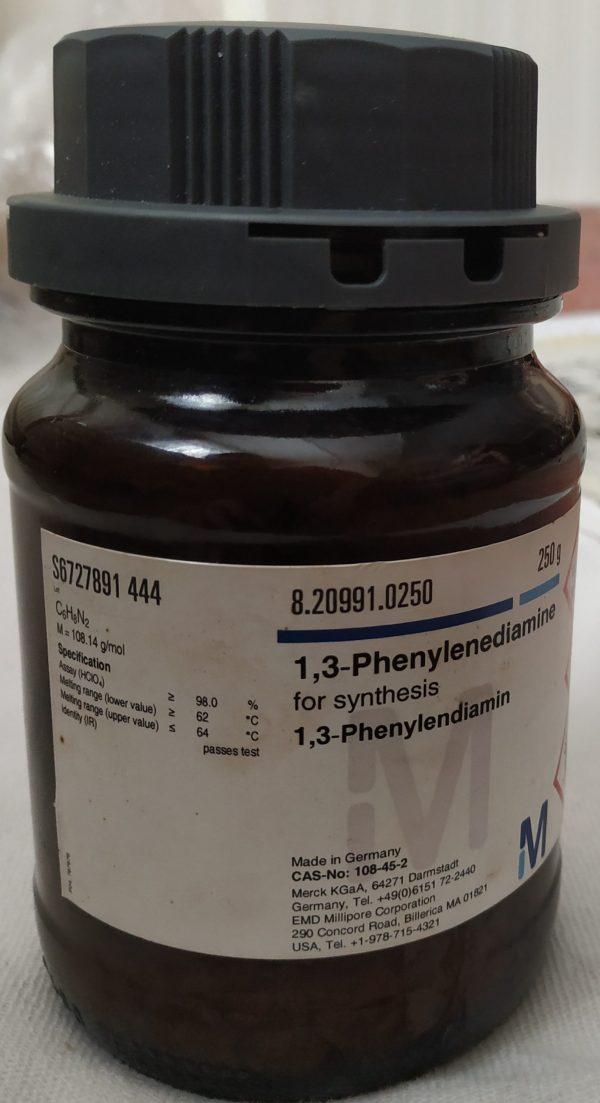 S6727891 444
Lot
C6H8N2
M = 108.14 g/mol
Specification
Assay (HClO4) ≥ 98.0 %
Melting range (lower value) ≥ 62 °C
Melting range (upper value) ≤ 64 °C
Identity (IR) passes test
8.20991.0250
250 g
1,3-Phenylenediamine
for synthesis
1,3-Phenylendiamin
M
Made in Germany
CAS-No: 108-45-2
Merck KGaA, 64271 Darmstadt
Germany, Tel. +49(0)6151 72-2440
EMD Millipore Corporation
290 Concord Road, Billerica MA 01821
USA, Tel. +1-978-715-4321
M